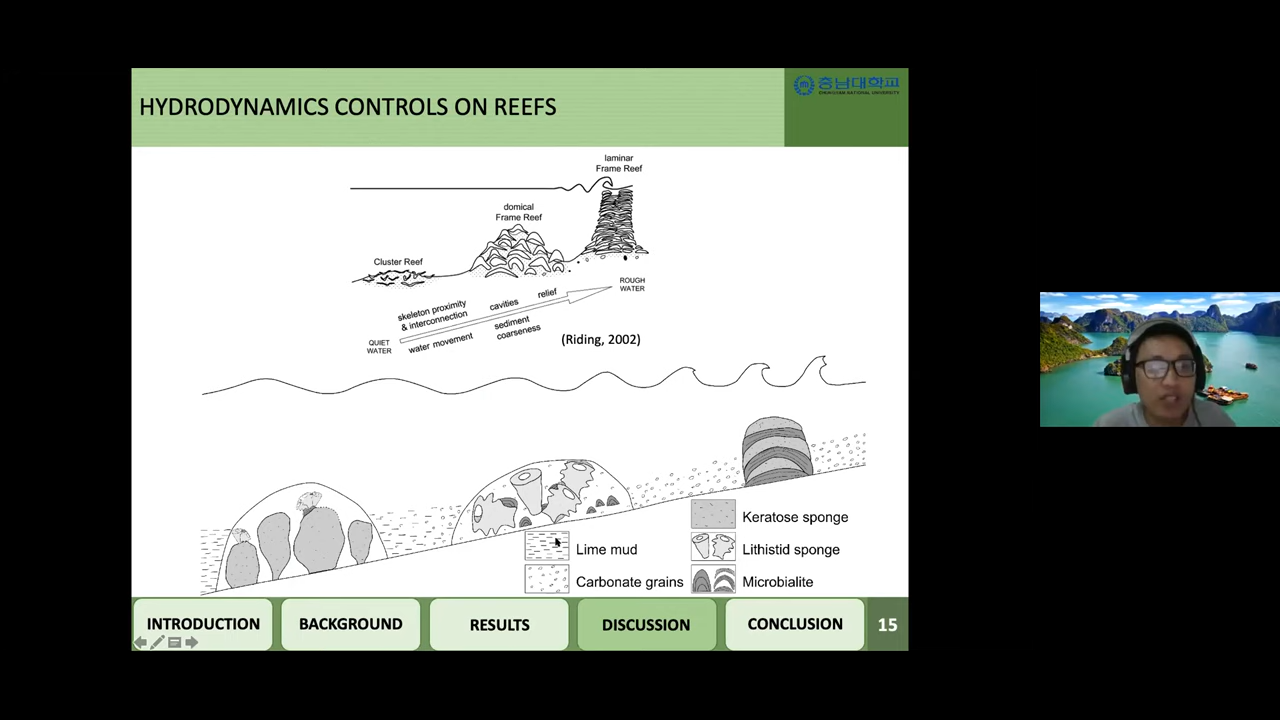 HYDRODYNAMICS CONTROLS ON REEFS
충남대학교
CHUNGNAM NATIONAL UNIVERSITY
laminar
Frame Reef
domical
Frame Reef
Cluster Reef
ROUGH
WATER
skeleton proximity
& interconnection
cavities
relief
QUIET
WATER
water movement
sediment
coarseness
(Riding, 2002)
Keratose sponge
Lime mud
Lithistid sponge
Carbonate grains
Microbialite
INTRODUCTION
BACKGROUND
RESULTS
DISCUSSION
CONCLUSION
15